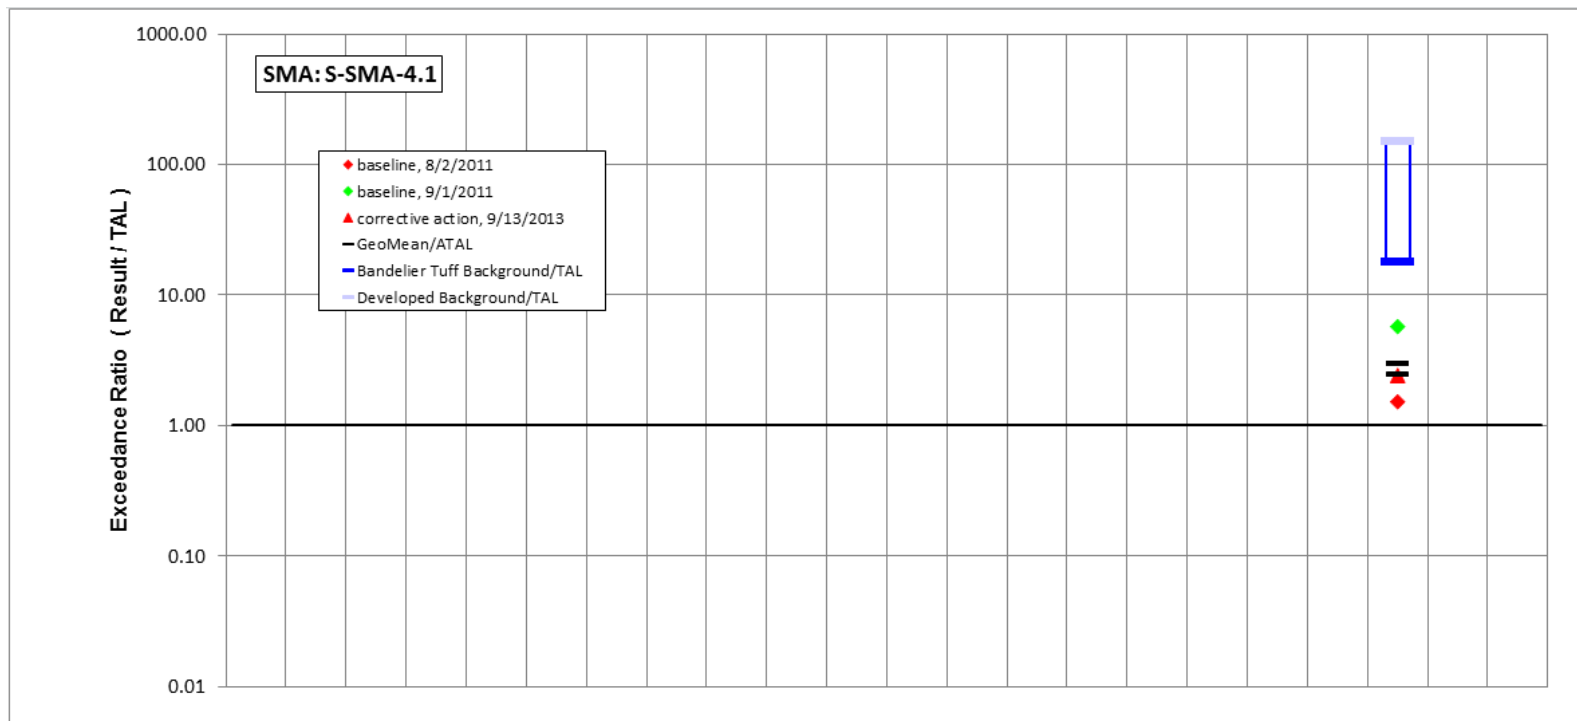 1000.00
SMA: S-SMA-4.1
baseline, 8/2/2011
100.00
baseline, 9/1/2011
corrective action, 9/13/2013
GeoMean/ATAL
Bandelier Tuff Background/TAL
10.00
Developed Background/TAL
Exceedance Ratio ( Result / TAL )
1.00
0.10
0.01